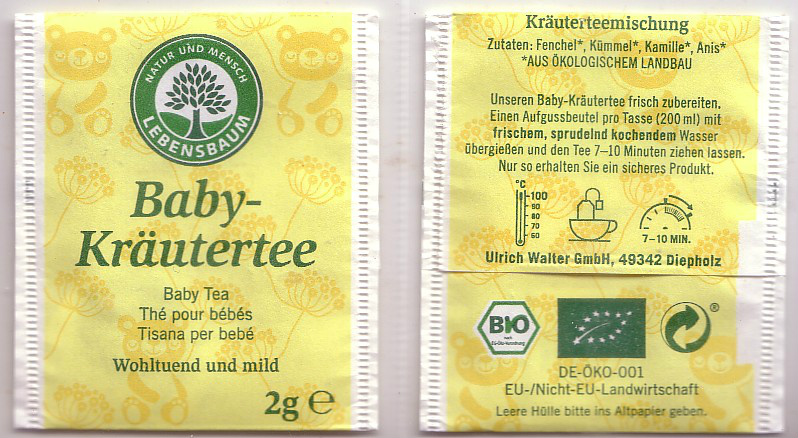 NATUR UND MENSCH
LEBENSBAUM
Baby-
Kräutertee
Baby Tea
Thé pour bébés
Tisana per bebé
Wohltuend und mild
2g ℮
Kräuterteemischung
Zutaten: Fenchel*, Kümmel*, Kamille*, Anis*
*AUS ÖKOLOGISCHEM LANDBAU
Unseren Baby-Kräutertee frisch zubereiten.
Einen Aufgussbeutel pro Tasse (200 ml) mit
frischem, sprudelnd kochendem Wasser
übergießen und den Tee 7–10 Minuten ziehen lassen.
Nur so erhalten Sie ein sicheres Produkt.
°C
100
90
80
70
60
7–10 MIN.
Ulrich Walter GmbH, 49342 Diepholz
BIO
nach
EG-Öko-Verordnung
®
DE-ÖKO-001
EU-/Nicht-EU-Landwirtschaft
Leere Hülle bitte ins Altpapier geben.